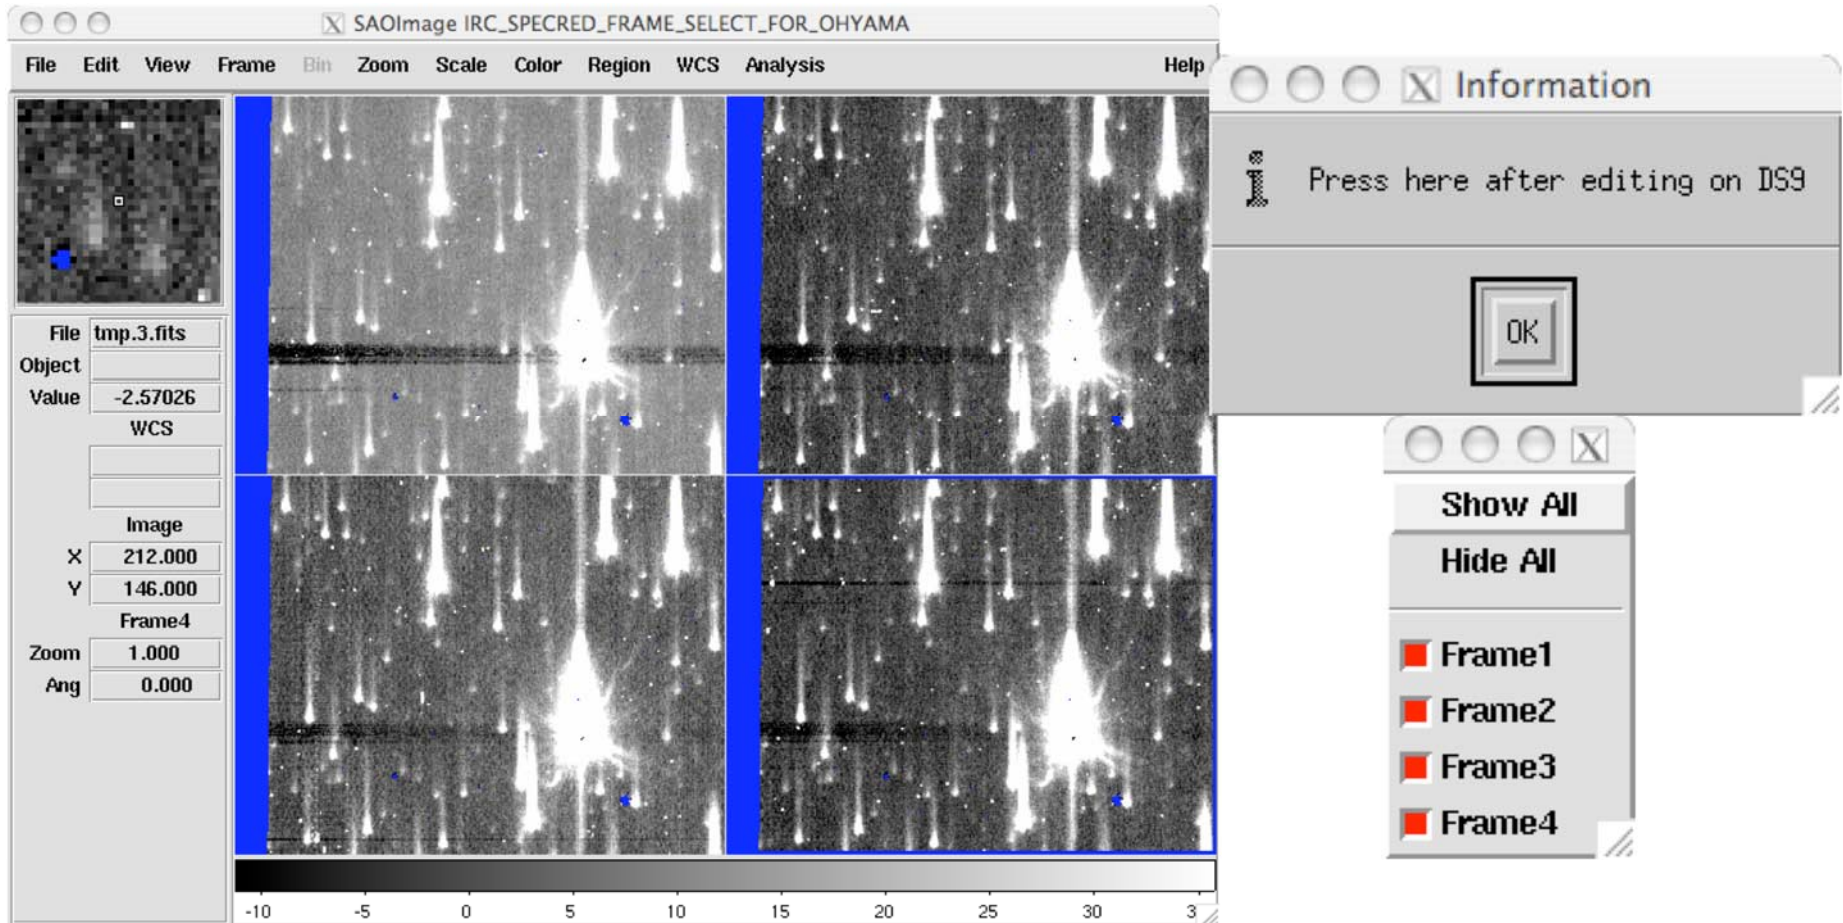 SAOImage IRC_SPECRED_FRAME_SELECT_FOR_OHYAMA
File Edit View Frame Bin Zoom Scale Color Region WCS Analysis Help
File tmp.3.fits
Object
Value -2.57026
WCS
Image
X 212.000
Y 146.000
Frame4
Zoom 1.000
Ang 0.000
-10 -5 0 5 10 15 20 25 30 3
X Information
i Press here after editing on DS9
OK
X
Show All
Hide All
Frame1
Frame2
Frame3
Frame4